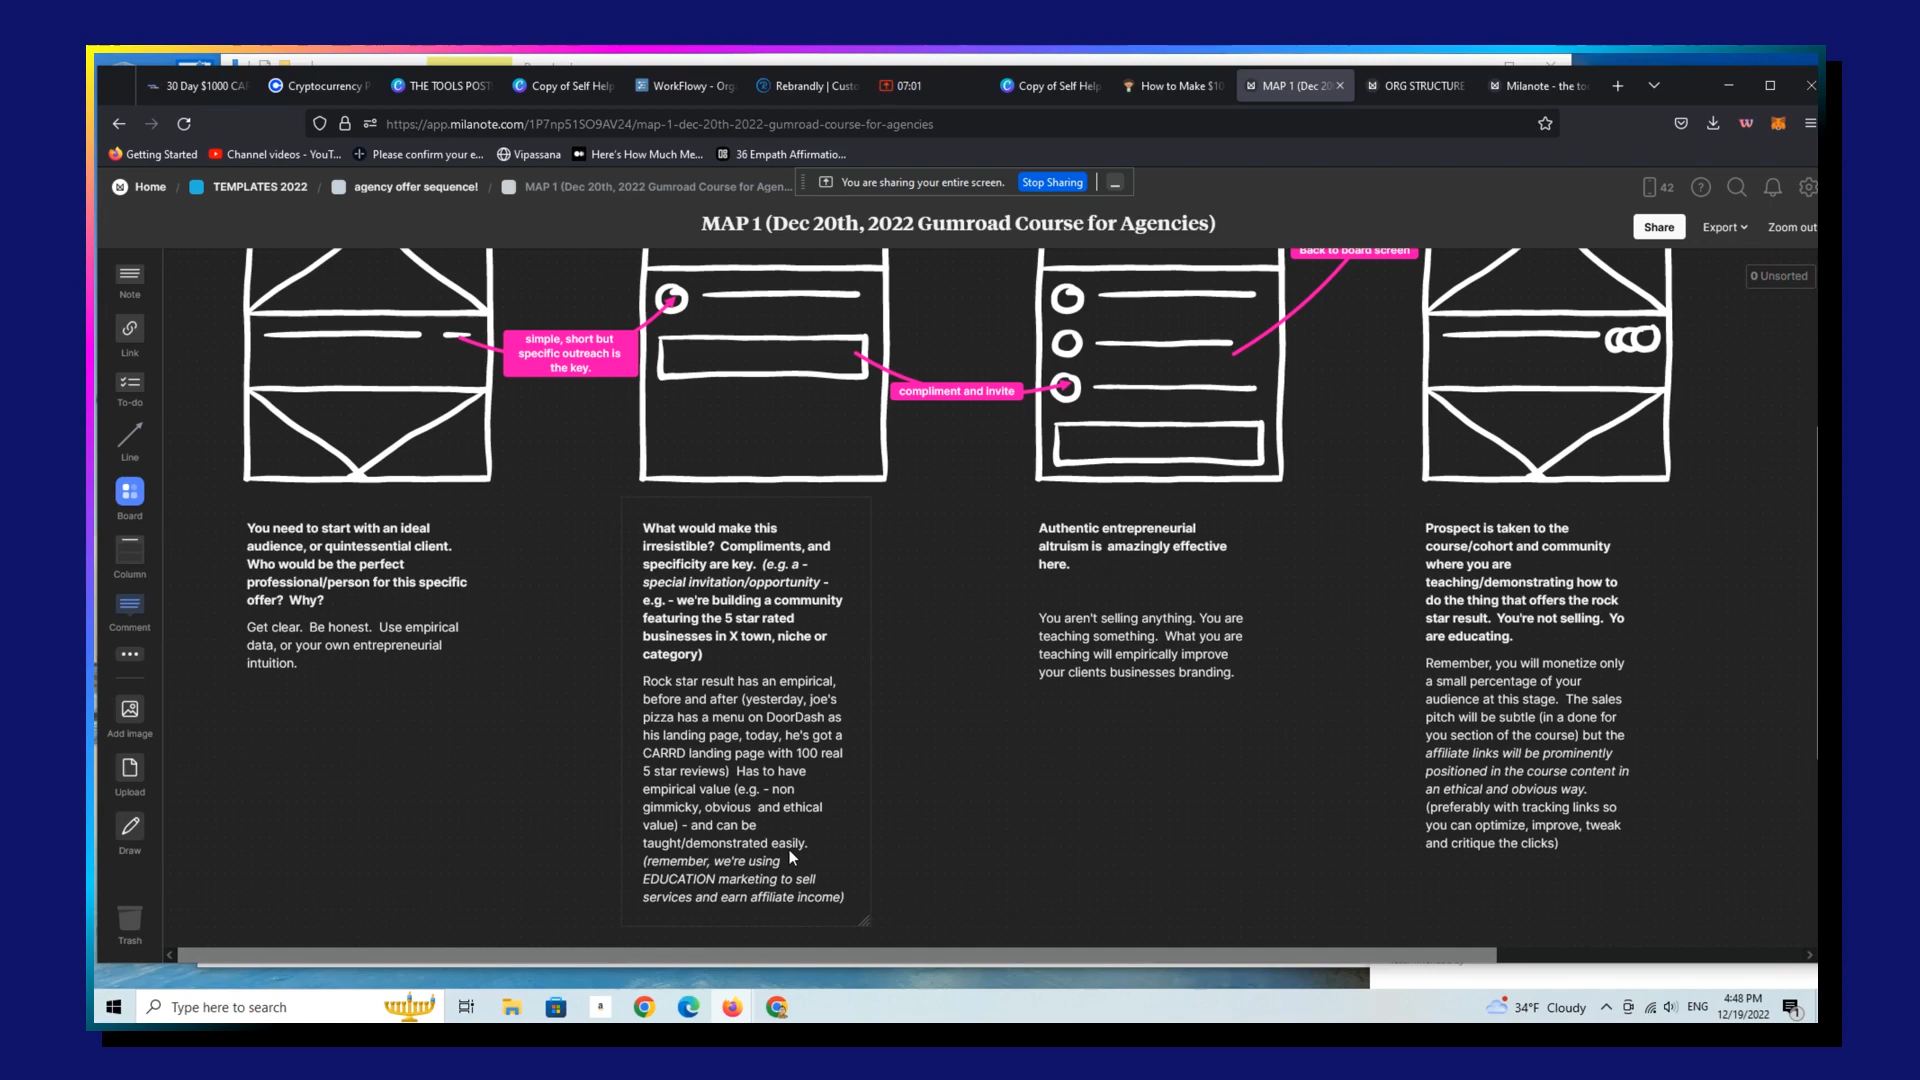 30 Day $1000 CA
Cryptocurrency P
THE TOOLS POST
Copy of Self Help
WorkFlowy - Org
Rebrandly | Custo
07:01
Copy of Self Help
How to Make $10
MAP 1 (Dec 20
ORG STRUCTURE
Milanote - the to
https://app.milanote.com/1P7np51SO9AV24/map-1-dec-20th-2022-gumroad-course-for-agencies
Getting Started
Channel videos - YouT...
Please confirm your e...
Vipassana
Here's How Much Me...
36 Empath Affirmatio...
Home / TEMPLATES 2022 / agency offer sequence! / MAP 1 (Dec 20th, 2022 Gumroad Course for Agen...
You are sharing your entire screen.
Stop Sharing
42
MAP 1 (Dec 20th, 2022 Gumroad Course for Agencies)
Share
Export
Zoom out
0 Unsorted
Note
Link
To-do
Line
Board
Column
Comment
Add image
Upload
Draw
Trash
Back to board screen
simple, short but
specific outreach is
the key.
compliment and invite
You need to start with an ideal
audience, or quintessential client.
Who would be the perfect
professional/person for this specific
offer? Why?
Get clear. Be honest. Use empirical
data, or your own entrepreneurial
intuition.
What would make this
irresistible? Compliments, and
specificity are key. (e.g. a -
special invitation/opportunity -
e.g. - we're building a community
featuring the 5 star rated
businesses in X town, niche or
category)
Rock star result has an empirical,
before and after (yesterday, joe's
pizza has a menu on DoorDash as
his landing page, today, he's got a
CARRD landing page with 100 real
5 star reviews) Has to have
empirical value (e.g. - non
gimmicky, obvious and ethical
value) - and can be
taught/demonstrated easily.
(remember, we're using
EDUCATION marketing to sell
services and earn affiliate income)
Authentic entrepreneurial
altruism is amazingly effective
here.
You aren't selling anything. You are
teaching something. What you are
teaching will empirically improve
your clients businesses branding.
Prospect is taken to the
course/cohort and community
where you are
teaching/demonstrating how to
do the thing that offers the rock
star result. You're not selling. Yo
are educating.
Remember, you will monetize only
a small percentage of your
audience at this stage. The sales
pitch will be subtle (in a done for
you section of the course) but the
affiliate links will be prominently
positioned in the course content in
an ethical and obvious way.
(preferably with tracking links so
you can optimize, improve, tweak
and critique the clicks)
Type here to search
34°F Cloudy
ENG
4:48 PM
12/19/2022
1